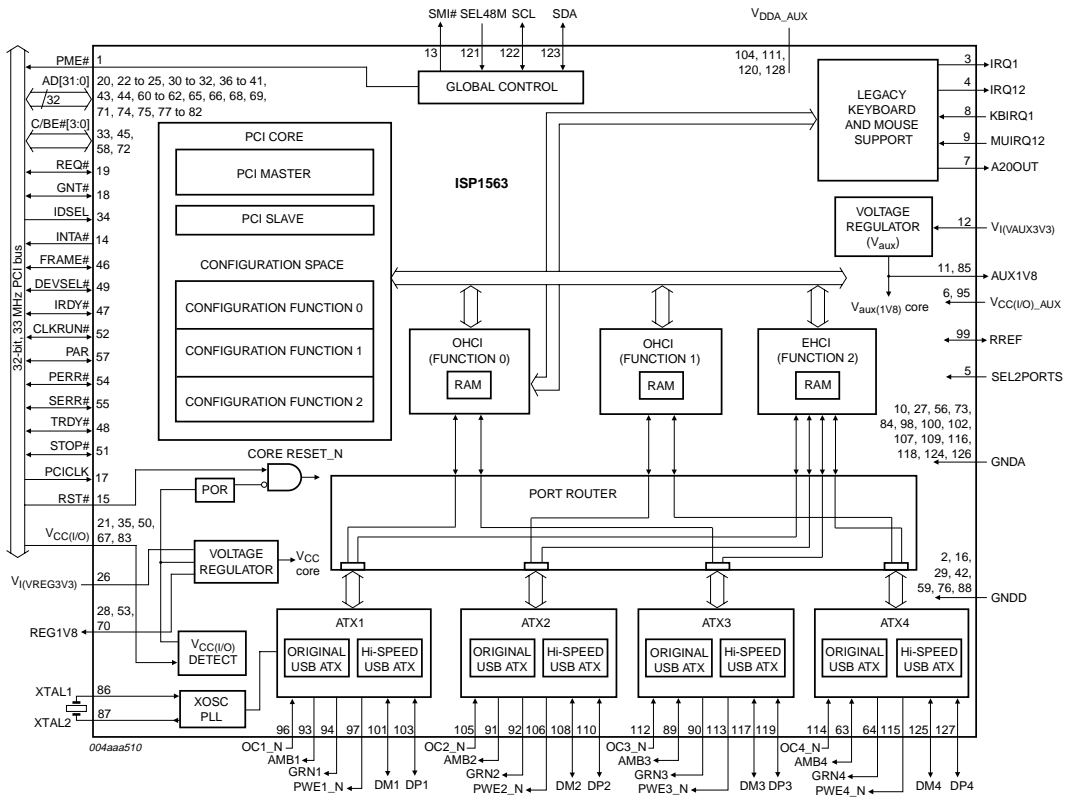 SMI# SEL48M SCL SDA
13 121 122 123
V_DDA_AUX
104, 111,
120, 128
GLOBAL CONTROL
32-bit, 33 MHz PCI bus
PME# 1
AD[31:0] 20, 22 to 25, 30 to 32, 36 to 41,
32 43, 44, 60 to 62, 65, 66, 68, 69,
71, 74, 75, 77 to 82
C/BE#[3:0] 33, 45,
58, 72
REQ# 19
GNT# 18
IDSEL 34
INTA# 14
FRAME# 46
DEVSEL# 49
IRDY# 47
CLKRUN# 52
PAR 57
PERR# 54
SERR# 55
TRDY# 48
STOP# 51
PCICLK 17
RST# 15
V_CC(I/O) 21, 35, 50,
67, 83
V_I(VREG3V3) 26
REG1V8 28, 53,
70
XTAL1 86
XTAL2 87
PCI CORE
PCI MASTER
PCI SLAVE
CONFIGURATION SPACE
CONFIGURATION FUNCTION 0
CONFIGURATION FUNCTION 1
CONFIGURATION FUNCTION 2
ISP1563
LEGACY
KEYBOARD
AND MOUSE
SUPPORT
3 IRQ1
4 IRQ12
8 KBIRQ1
9 MUIRQ12
7 A20OUT
VOLTAGE
REGULATOR
(V_aux)
12 V_I(VAUX3V3)
11, 85 AUX1V8
V_aux(1V8) core
6, 95 V_CC(I/O)_AUX
99 RREF
5 SEL2PORTS
10, 27, 56, 73,
84, 98, 100, 102,
107, 109, 116,
118, 124, 126 GNDA
2, 16,
29, 42,
59, 76, 88 GNDD
OHCI
(FUNCTION 0)
RAM
OHCI
(FUNCTION 1)
RAM
EHCI
(FUNCTION 2)
RAM
CORE RESET_N
POR
VOLTAGE
REGULATOR
V_CC
core
V_CC(I/O)
DETECT
XOSC
PLL
PORT ROUTER
ATX1
ORIGINAL
USB ATX
Hi-SPEED
USB ATX
ATX2
ORIGINAL
USB ATX
Hi-SPEED
USB ATX
ATX3
ORIGINAL
USB ATX
Hi-SPEED
USB ATX
ATX4
ORIGINAL
USB ATX
Hi-SPEED
USB ATX
96 93 94 97 101 103
OC1_N
AMB1
GRN1
PWE1_N
DM1 DP1
105 91 92 106 108 110
OC2_N
AMB2
GRN2
PWE2_N
DM2 DP2
112 89 90 113 117 119
OC3_N
AMB3
GRN3
PWE3_N
DM3 DP3
114 63 64 115 125 127
OC4_N
AMB4
GRN4
PWE4_N
DM4 DP4
004aaa510